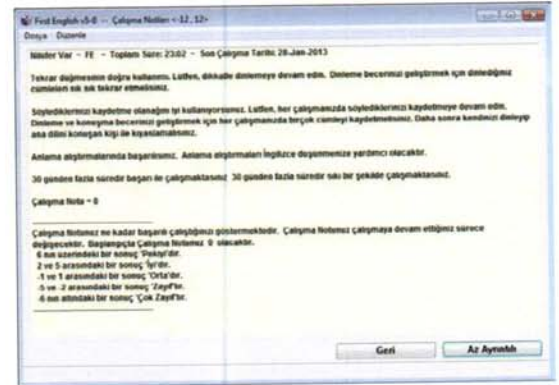 First English v5-0 -- Çalışma Notları <-12, 12>
Dosya Düzenle
Nilüfer Var - FE - Toplam Süre: 23:02 - Son Çalışma Tarihi: 28-Jan-2013
Tekrar düğmesinin doğru kullanımı. Lütfen, dikkatle dinlemeye devam edin. Dinleme becerinizi geliştirmek için dinlediğiniz
cümleleri sık sık tekrar etmelisiniz.
Söylediklerinizi kaydetme olanağını iyi kullanıyorsunuz. Lütfen, her çalışmanızda söylediklerinizi kaydetmeye devam edin.
Dinleme ve konuşma becerinizi geliştirmek için her çalışmanızda birçok cümleyi kaydetmelisiniz. Daha sonra kendinizi dinleyip
ana dilini konuşan kişi ile kıyaslamalısınız.
Anlama alıştırmalarında başarılısınız. Anlama alıştırmaları İngilizce düşünmenize yardımcı olacaktır.
30 günden fazla süredir başarı ile çalışmaktasınız 30 günden fazla süredir sıkı bir şekilde çalışmaktasınız.
Çalışma Notu = 8
Çalışma Notunuz ne kadar başarılı çalıştığınızı göstermektedir. Çalışma Notunuz çalışmaya devam ettiğiniz sürece
değişecektir. Başlangıçta Çalışma Notunuz 0 olacaktır.
6 nın üzerindeki bir sonuç 'Pekiyi'dir.
2 ve 5 arasındaki bir sonuç 'İyi'dir.
-1 ve 1 arasındaki bir sonuç 'Orta'dır.
-5 ve -2 arasındaki bir sonuç 'Zayıf'tır.
-6 nın altındaki bir sonuç 'Çok Zayıf'tır.
Geri
Az Ayrıntılı